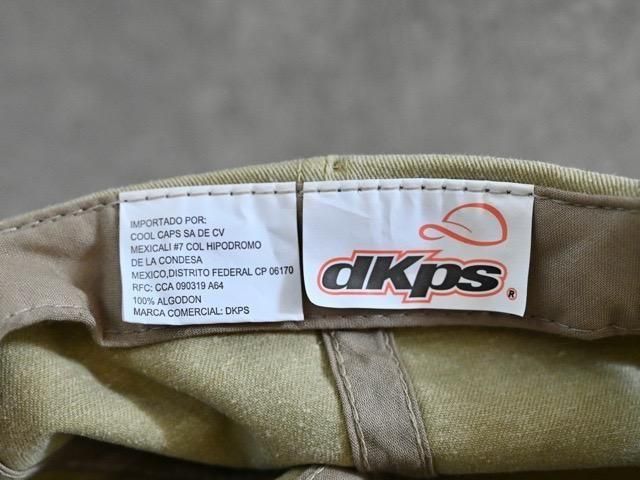 IMPORTADO POR:
COOL CAPS SA DE CV
MEXICALI #7 COL HIPODROMO
DE LA CONDESA
MEXICO,DISTRITO FEDERAL CP 06170
RFC: CCA 090319 A64
100% ALGODON
MARCA COMERCIAL: DKPS
dKps®